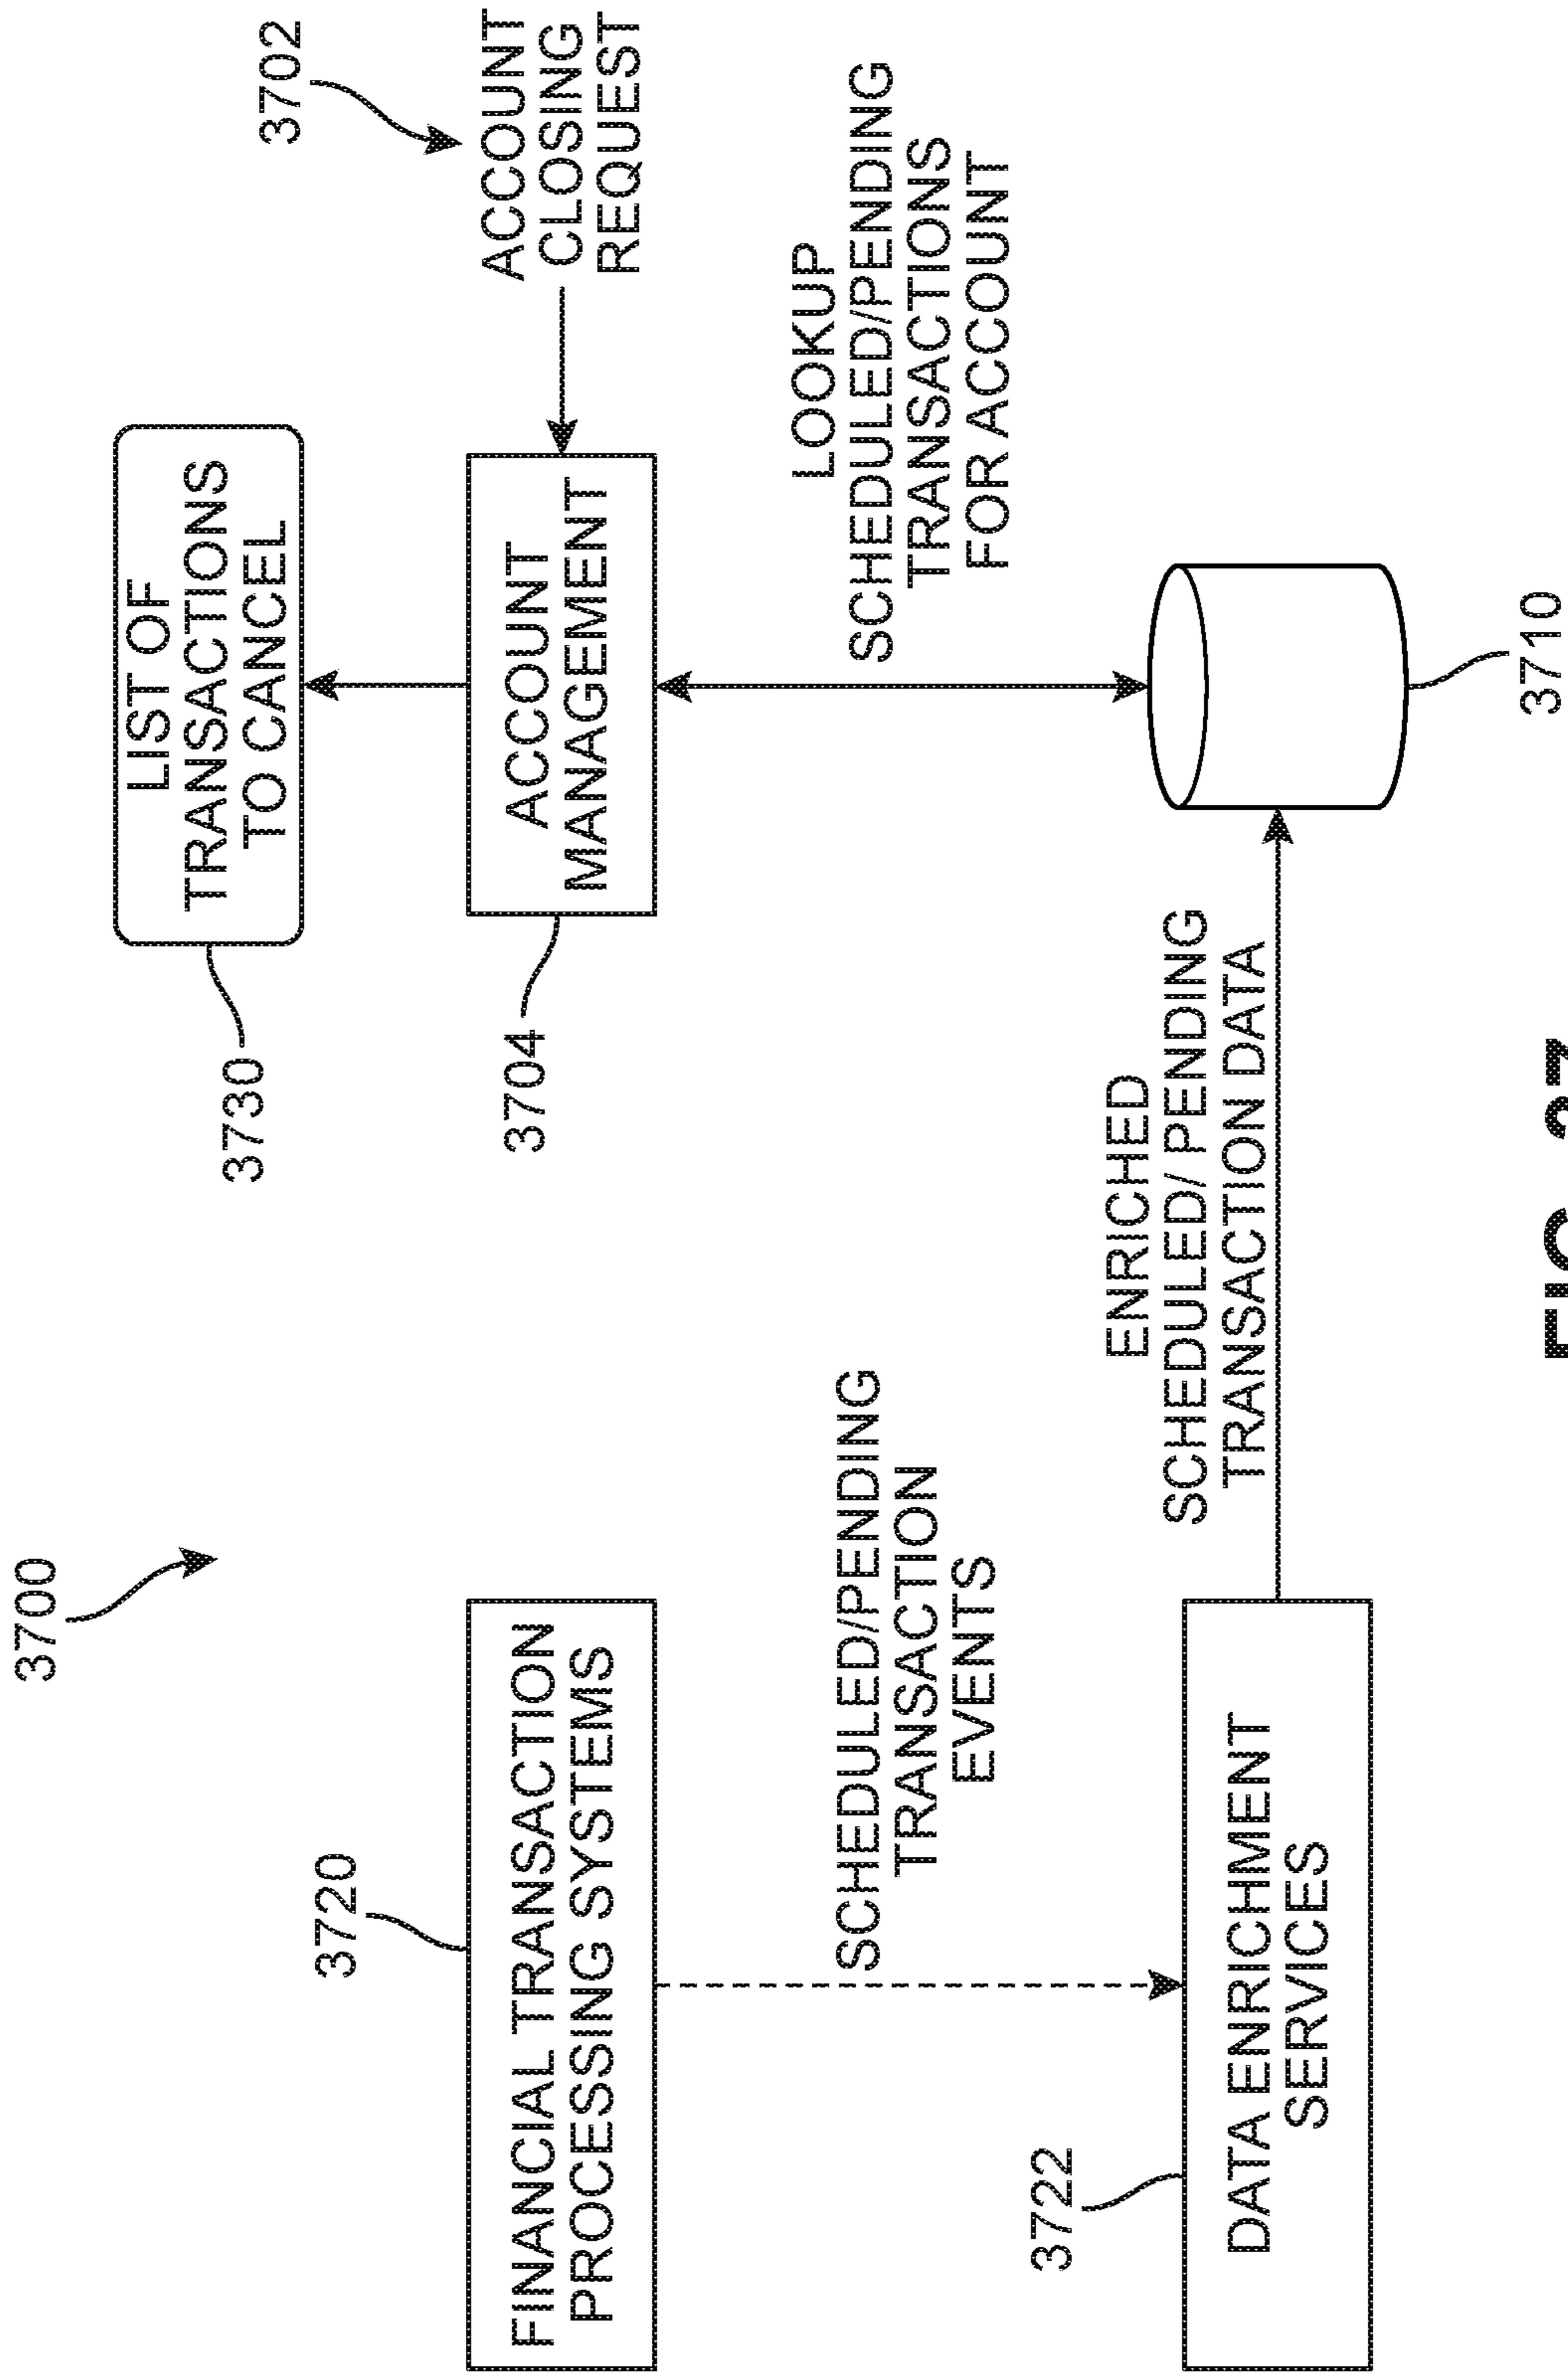 3700
3720
FINANCIAL TRANSACTION
PROCESSING SYSTEMS
SCHEDULED/PENDING
TRANSACTION
EVENTS
3722
DATA ENRICHMENT
SERVICES
ENRICHED
SCHEDULED/ PENDING
TRANSACTION DATA
3730
LIST OF
TRANSACTIONS
TO CANCEL
3704
ACCOUNT
MANAGEMENT
3702
ACCOUNT
CLOSING
REQUEST
LOOKUP
SCHEDULED/PENDING
TRANSACTIONS
FOR ACCOUNT
3710